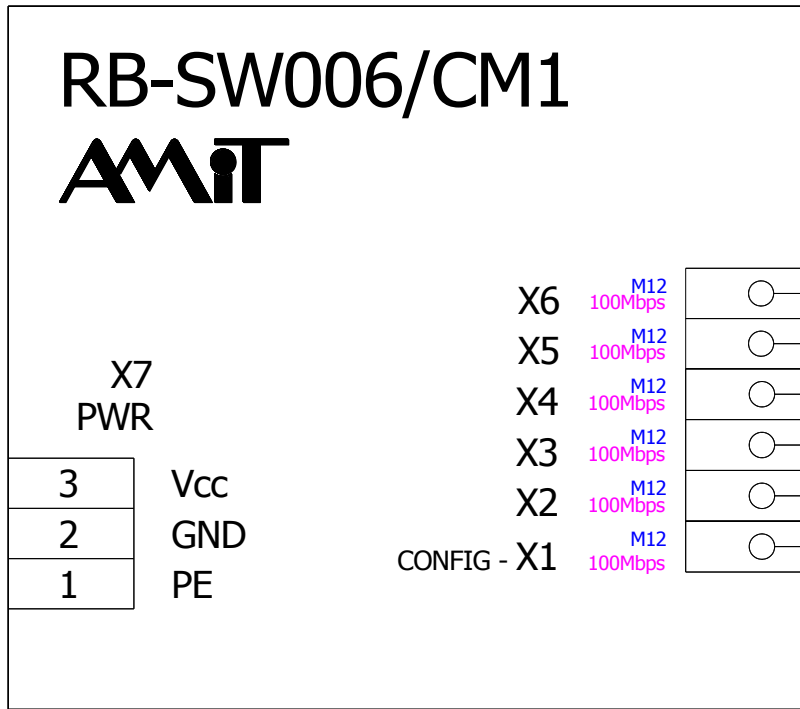 RB-SW006/CM1
AMiT
X6 M12 100Mbps
X5 M12 100Mbps
X4 M12 100Mbps
X3 M12 100Mbps
X2 M12 100Mbps
CONFIG - X1 M12 100Mbps
X7
PWR
3 Vcc
2 GND
1 PE